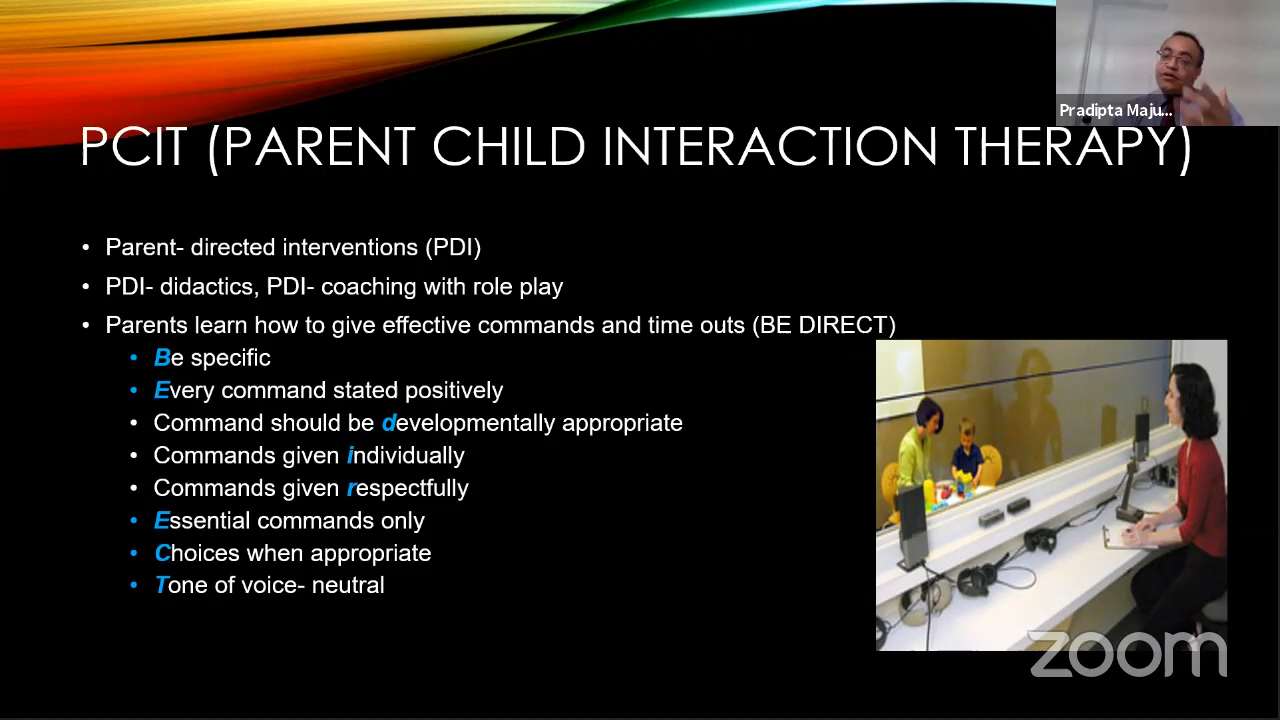 Pradipta Maju...
PCIT (PARENT CHILD INTERACTION THERAPY)
• Parent- directed interventions (PDI)
• PDI- didactics, PDI- coaching with role play
• Parents learn how to give effective commands and time outs (BE DIRECT)
• Be specific
• Every command stated positively
• Command should be developmentally appropriate
• Commands given individually
• Commands given respectfully
• Essential commands only
• Choices when appropriate
• Tone of voice- neutral
zoom